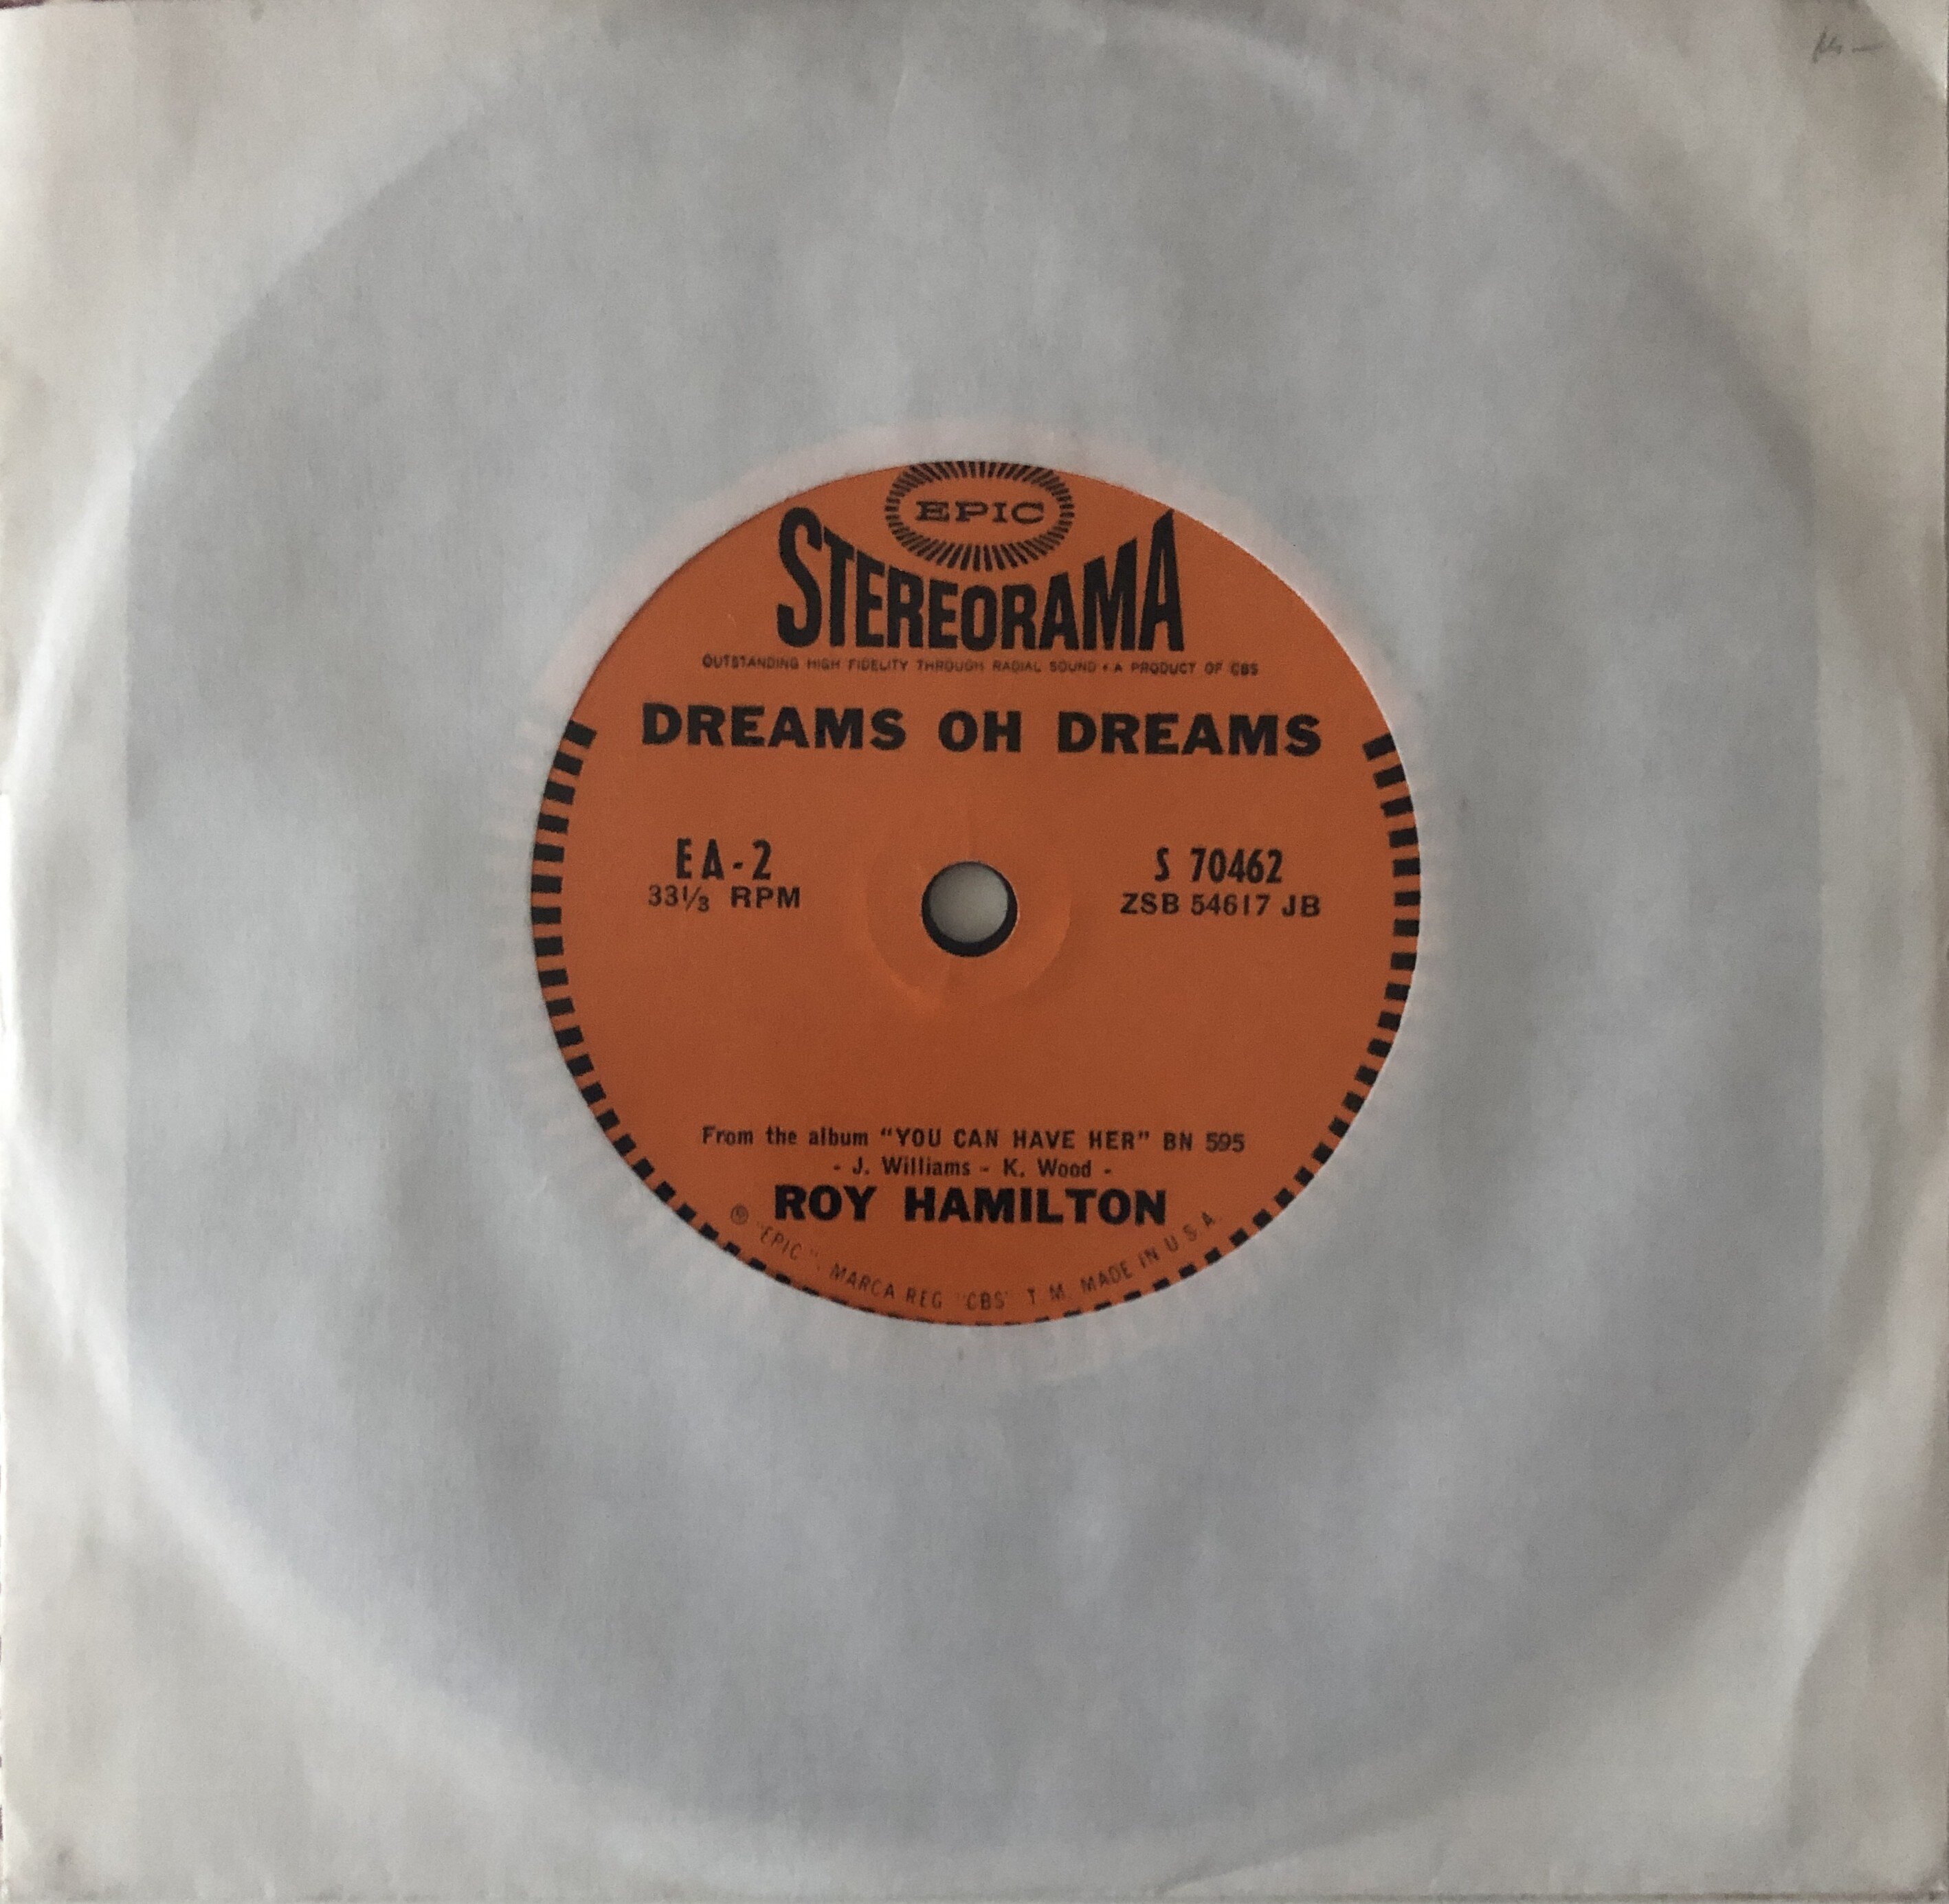 EPIC
STEREORAMA
OUTSTANDING HIGH FIDELITY THROUGH RADIAL SOUND • A PRODUCT OF CBS
DREAMS OH DREAMS
EA-2
33⅓ RPM
S 70462
ZSB 54617 JB
From the album "YOU CAN HAVE HER" BN 595
- J. Williams - K. Wood -
ROY HAMILTON
"EPIC", MARCA REG "CBS" T.M. MADE IN U.S.A.